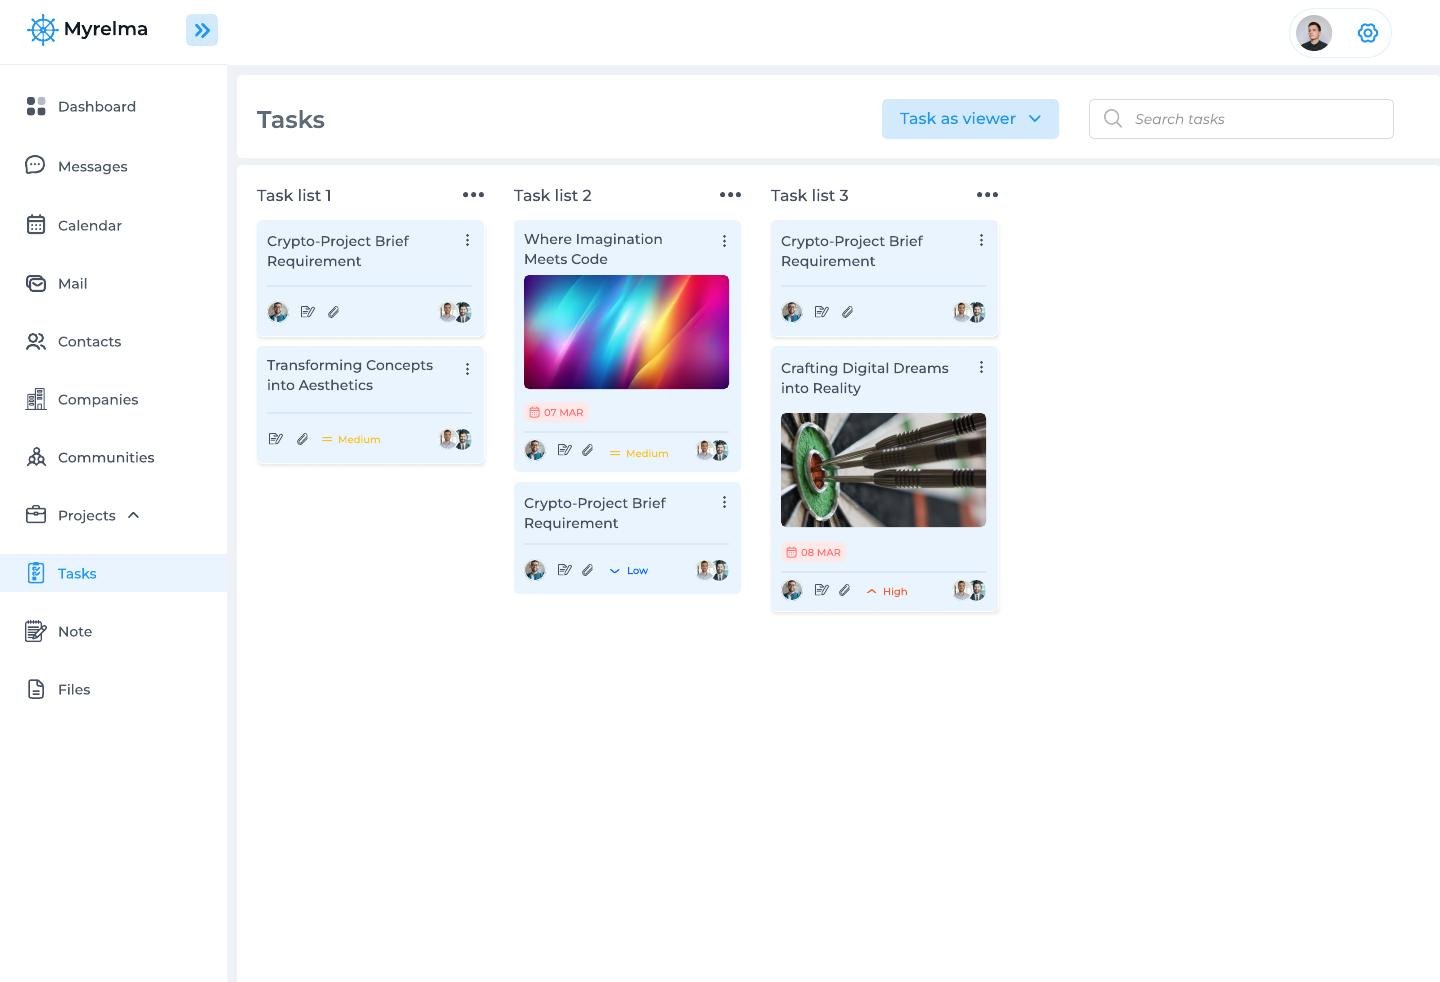 Myrelma
Dashboard
Messages
Calendar
Mail
Contacts
Companies
Communities
Projects
Tasks
Note
Files
Tasks
Task as viewer
Search tasks
Task list 1
Crypto-Project Brief
Requirement
Transforming Concepts
into Aesthetics
Medium
Task list 2
Where Imagination
Meets Code
07 MAR
Medium
Crypto-Project Brief
Requirement
Low
Task list 3
Crypto-Project Brief
Requirement
Crafting Digital Dreams
into Reality
08 MAR
High